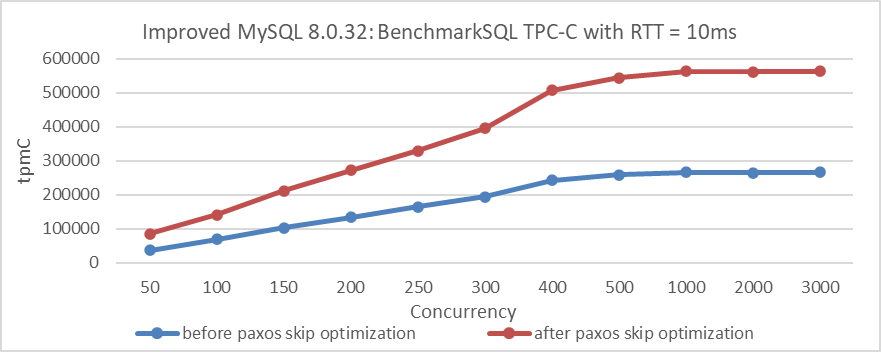 Improved MySQL 8.0.32: BenchmarkSQL TPC-C with RTT = 10ms
600000
500000
400000
300000
200000
100000
0
tpmC
50 100 150 200 250 300 400 500 1000 2000 3000
Concurrency
before paxos skip optimization after paxos skip optimization